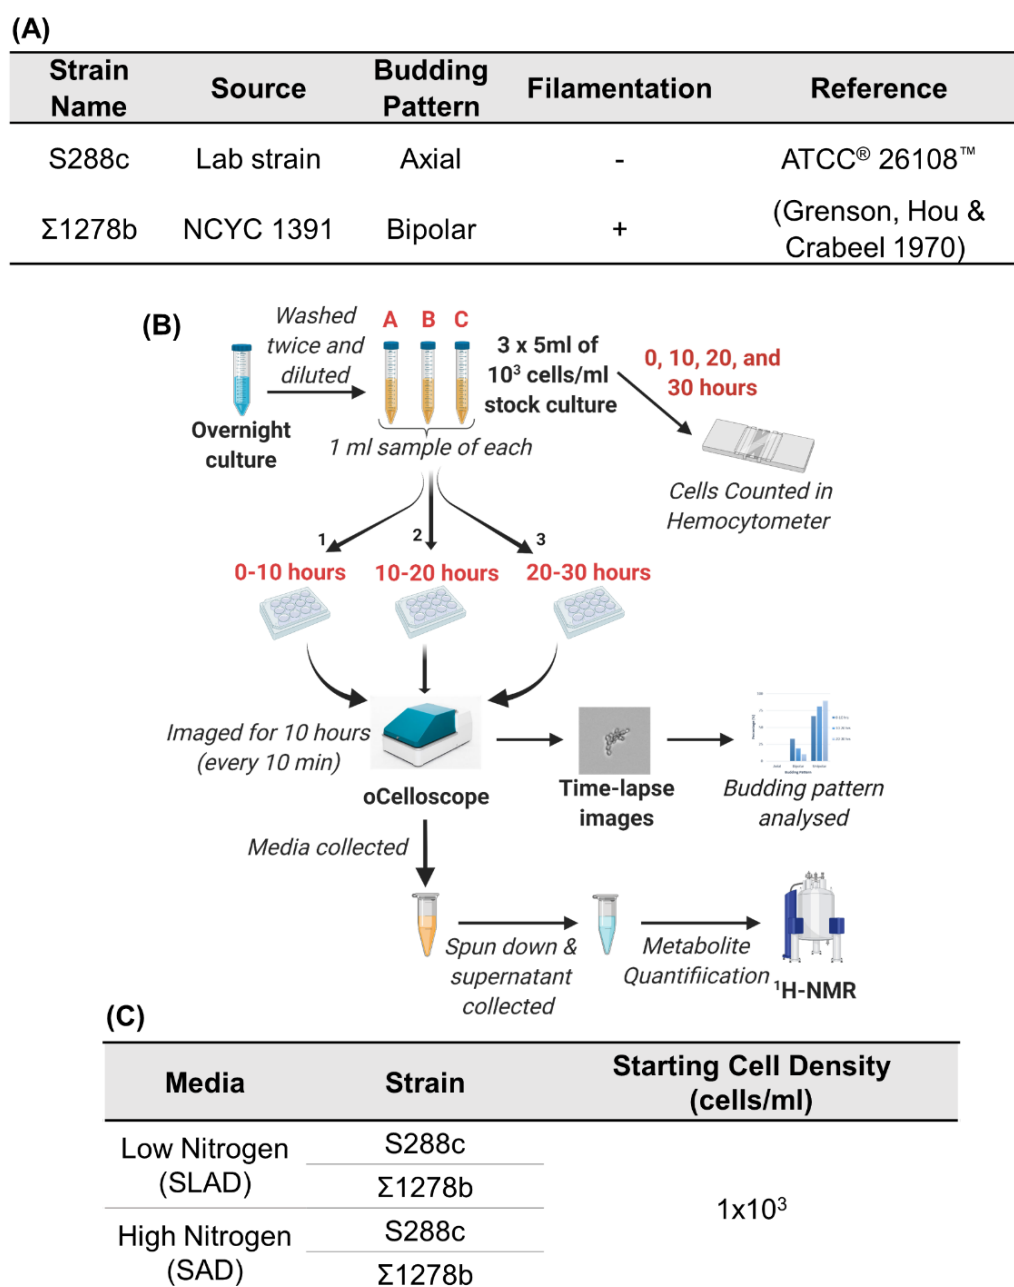 (A)
Strain Name	Source	Budding Pattern	Filamentation	Reference
S288c	Lab strain	Axial	-	ATCC® 26108™
Σ1278b	NCYC 1391	Bipolar	+	(Grenson, Hou & Crabeel 1970)
(B)
Washed
twice and
diluted
Overnight
culture
A B C
3 x 5ml of
10³ cells/ml
stock culture
1 ml sample of each
0, 10, 20, and
30 hours
Cells Counted in
Hemocytometer
1 2 3
0-10 hours 10-20 hours 20-30 hours
Imaged for 10 hours
(every 10 min)
oCelloscope
Time-lapse
images
Budding pattern
analysed
Media collected
Spun down &
supernatant
collected
Metabolite
Quantifiication
¹H-NMR
(C)
Media	Strain	Starting Cell Density (cells/ml)
Low Nitrogen (SLAD)	S288c	1x10³
Σ1278b
High Nitrogen (SAD)	S288c
Σ1278b